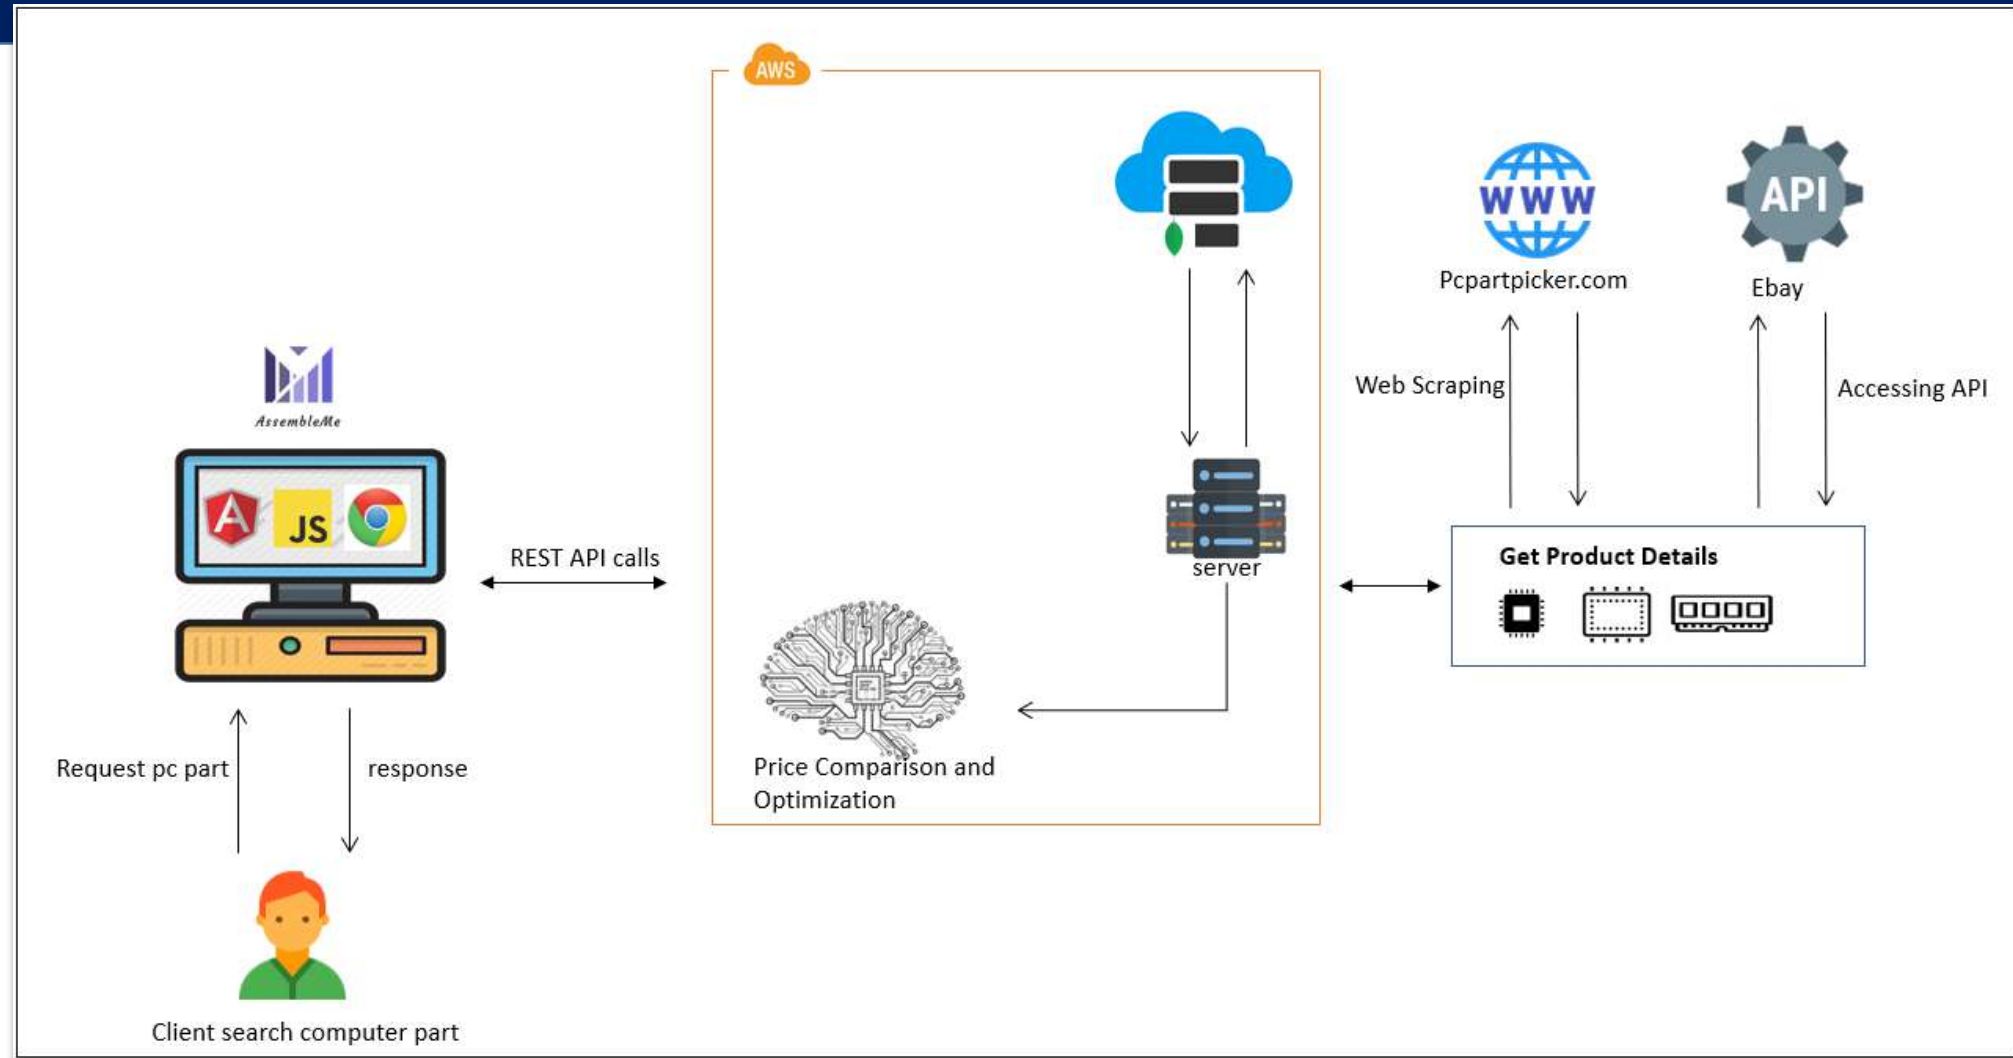 AWS
WWW
API
Pcpartpicker.com
Ebay
AssembleMe
Web Scraping
Accessing API
JS
REST API calls
server
Get Product Details
Request pc part
response
Price Comparison and
Optimization
Client search computer part